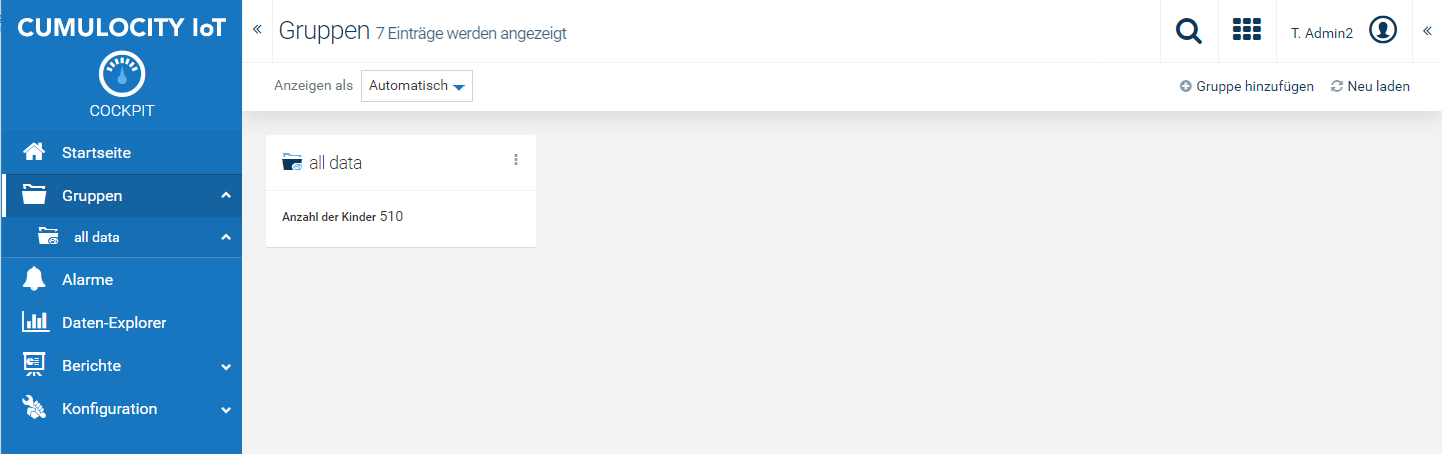 CUMULOCITY IoT
COCKPIT
Startseite
Gruppen
all data
Alarme
Daten-Explorer
Berichte
Konfiguration
Gruppen 7 Einträge werden angezeigt
T. Admin2
Anzeigen als Automatisch
Gruppe hinzufügen Neu laden
all data
Anzahl der Kinder 510